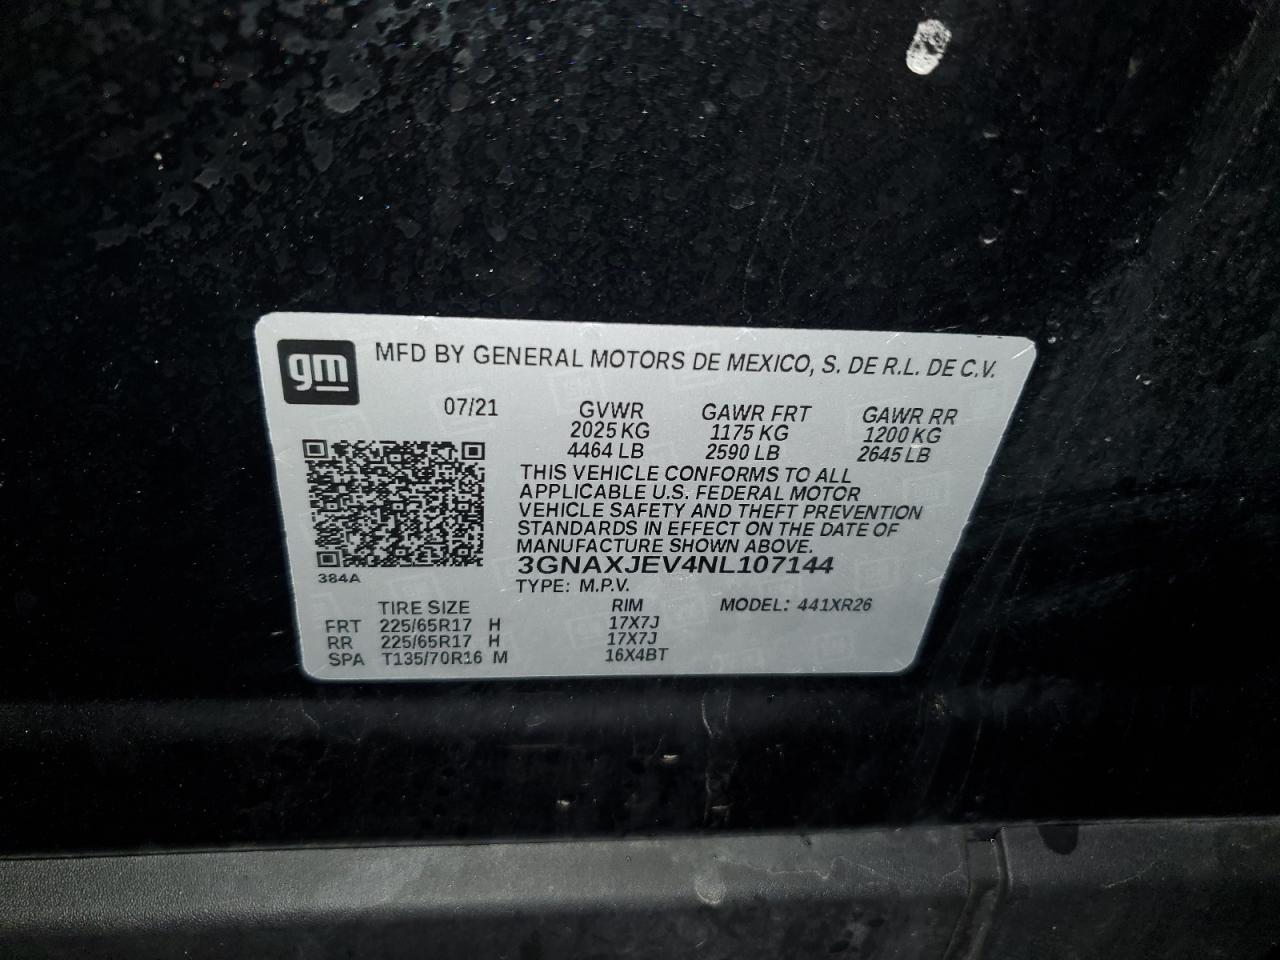 gm
MFD BY GENERAL MOTORS DE MEXICO, S. DE R.L. DE C.V.
07/21 GVWR GAWR FRT GAWR RR
2025 KG 1175 KG 1200 KG
4464 LB 2590 LB 2645 LB
THIS VEHICLE CONFORMS TO ALL
APPLICABLE U.S. FEDERAL MOTOR
VEHICLE SAFETY AND THEFT PREVENTION
STANDARDS IN EFFECT ON THE DATE OF
MANUFACTURE SHOWN ABOVE.
3GNAXJEV4NL107144
384A
TYPE: M.P.V.
TIRE SIZE RIM MODEL: 441XR26
FRT 225/65R17 H 17X7J
RR 225/65R17 H 17X7J
SPA T135/70R16 M 16X4BT